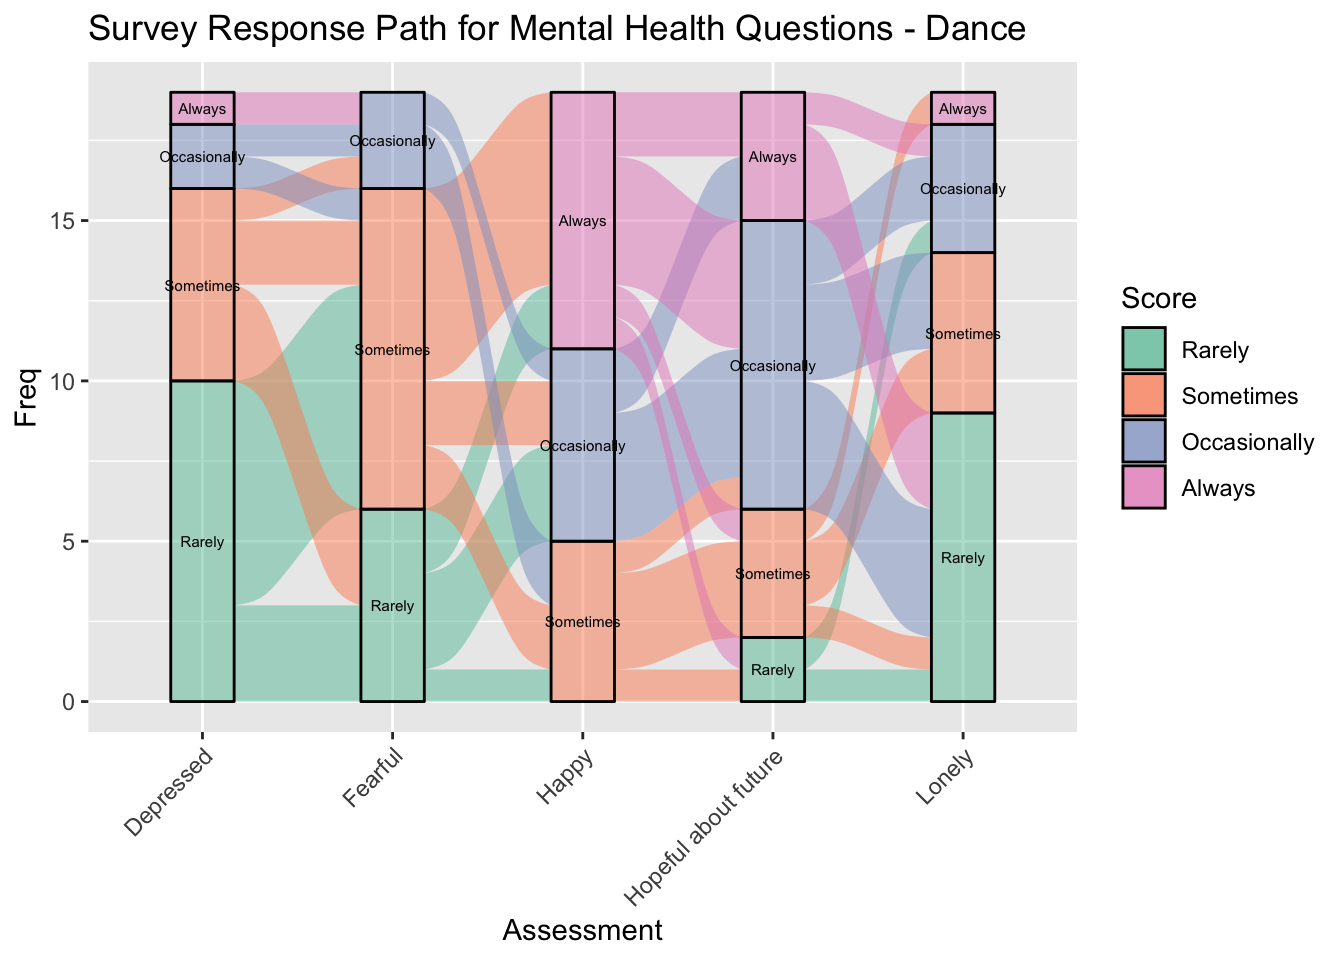 Survey Response Path for Mental Health Questions - Dance
Freq
15
10
5
0
Always
Occasionally
Sometimes
Rarely
Occasionally
Sometimes
Rarely
Always
Occasionally
Sometimes
Always
Occasionally
Sometimes
Rarely
Always
Occasionally
Sometimes
Rarely
Depressed
Fearful
Happy
Hopeful about future
Lonely
Assessment
Score
Rarely
Sometimes
Occasionally
Always